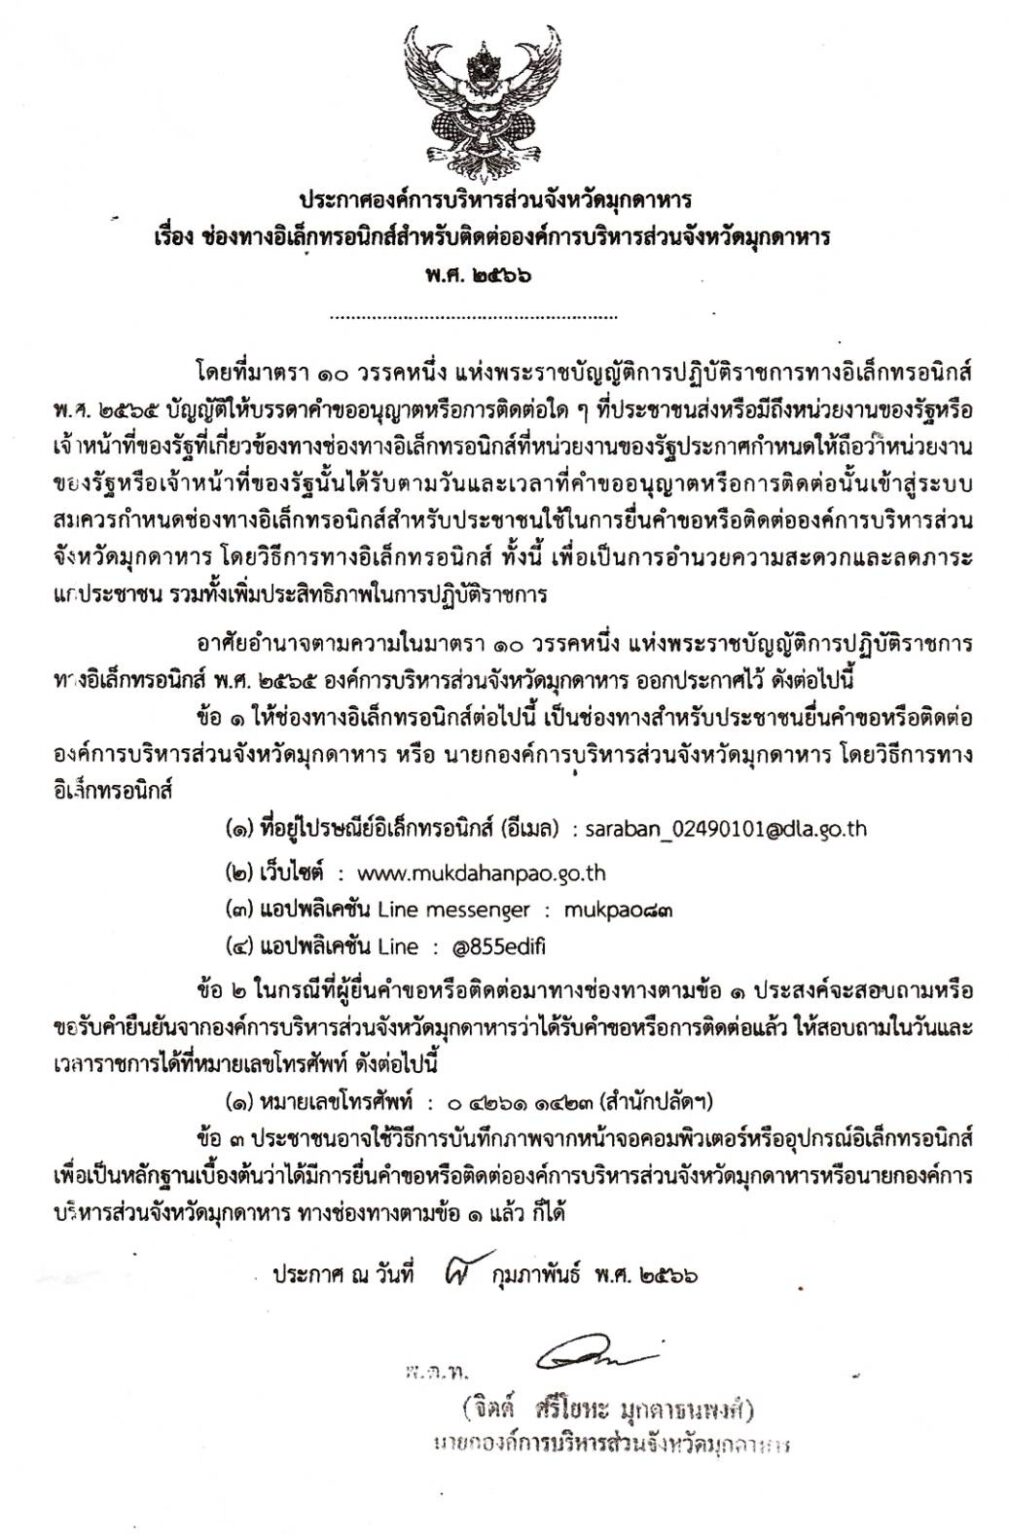 ประกาศองค์การบริหารส่วนจังหวัดมุกดาหาร
เรื่อง ช่องทางอิเล็กทรอนิกส์สำหรับติดต่อองค์การบริหารส่วนจังหวัดมุกดาหาร
พ.ศ. ๒๕๖๖
โดยที่มาตรา ๑๐ วรรคหนึ่ง แห่งพระราชบัญญัติการปฏิบัติราชการทางอิเล็กทรอนิกส์
พ.ศ. ๒๕๖๕ บัญญัติให้บรรดาคำขออนุญาตหรือการติดต่อใด ๆ ที่ประชาชนส่งหรือมีถึงหน่วยงานของรัฐหรือ
เจ้าหน้าที่ของรัฐที่เกี่ยวข้องทางช่องทางอิเล็กทรอนิกส์ที่หน่วยงานของรัฐประกาศกำหนดให้ถือว่าหน่วยงาน
ของรัฐหรือเจ้าหน้าที่ของรัฐนั้นได้รับตามวันและเวลาที่คำขออนุญาตหรือการติดต่อนั้นเข้าสู่ระบบ
สมควรกำหนดช่องทางอิเล็กทรอนิกส์สำหรับประชาชนใช้ในการยื่นคำขอหรือติดต่อองค์การบริหารส่วน
จังหวัดมุกดาหาร โดยวิธีการทางอิเล็กทรอนิกส์ ทั้งนี้ เพื่อเป็นการอำนวยความสะดวกและลดภาระ
แก่ประชาชน รวมทั้งเพิ่มประสิทธิภาพในการปฏิบัติราชการ
อาศัยอำนาจตามความในมาตรา ๑๐ วรรคหนึ่ง แห่งพระราชบัญญัติการปฏิบัติราชการ
ทางอิเล็กทรอนิกส์ พ.ศ. ๒๕๖๕ องค์การบริหารส่วนจังหวัดมุกดาหาร ออกประกาศไว้ ดังต่อไปนี้
ข้อ ๑ ให้ช่องทางอิเล็กทรอนิกส์ต่อไปนี้ เป็นช่องทางสำหรับประชาชนยื่นคำขอหรือติดต่อ
องค์การบริหารส่วนจังหวัดมุกดาหาร หรือ นายกองค์การบริหารส่วนจังหวัดมุกดาหาร โดยวิธีการทาง
อิเล็กทรอนิกส์
(๑) ที่อยู่ไปรษณีย์อิเล็กทรอนิกส์ (อีเมล) : saraban_02490101@dla.go.th
(๒) เว็บไซต์ : www.mukdahanpao.go.th
(๓) แอปพลิเคชัน Line messenger : mukpao๘๓
(๔) แอปพลิเคชัน Line : @855edifi
ข้อ ๒ ในกรณีที่ผู้ยื่นคำขอหรือติดต่อมาทางช่องทางตามข้อ ๑ ประสงค์จะสอบถามหรือ
ขอรับคำยืนยันจากองค์การบริหารส่วนจังหวัดมุกดาหารว่าได้รับคำขอหรือการติดต่อแล้ว ให้สอบถามในวันและ
เวลาราชการได้ที่หมายเลขโทรศัพท์ ดังต่อไปนี้
(๑) หมายเลขโทรศัพท์ : ๐ ๔๒๖๑ ๑๔๒๓ (สำนักปลัดฯ)
ข้อ ๓ ประชาชนอาจใช้วิธีการบันทึกภาพจากหน้าจอคอมพิวเตอร์หรืออุปกรณ์อิเล็กทรอนิกส์
เพื่อเป็นหลักฐานเบื้องต้นว่าได้มีการยื่นคำขอหรือติดต่อองค์การบริหารส่วนจังหวัดมุกดาหารหรือนายกองค์การ
บริหารส่วนจังหวัดมุกดาหาร ทางช่องทางตามข้อ ๑ แล้ว ก็ได้
ประกาศ ณ วันที่ กุมภาพันธ์ พ.ศ. ๒๕๖๖
พ.ต.ท.
(จิตต์ ศรีโยหะ มุกดาธนพงศ์)
นายกองค์การบริหารส่วนจังหวัดมุกดาหาร